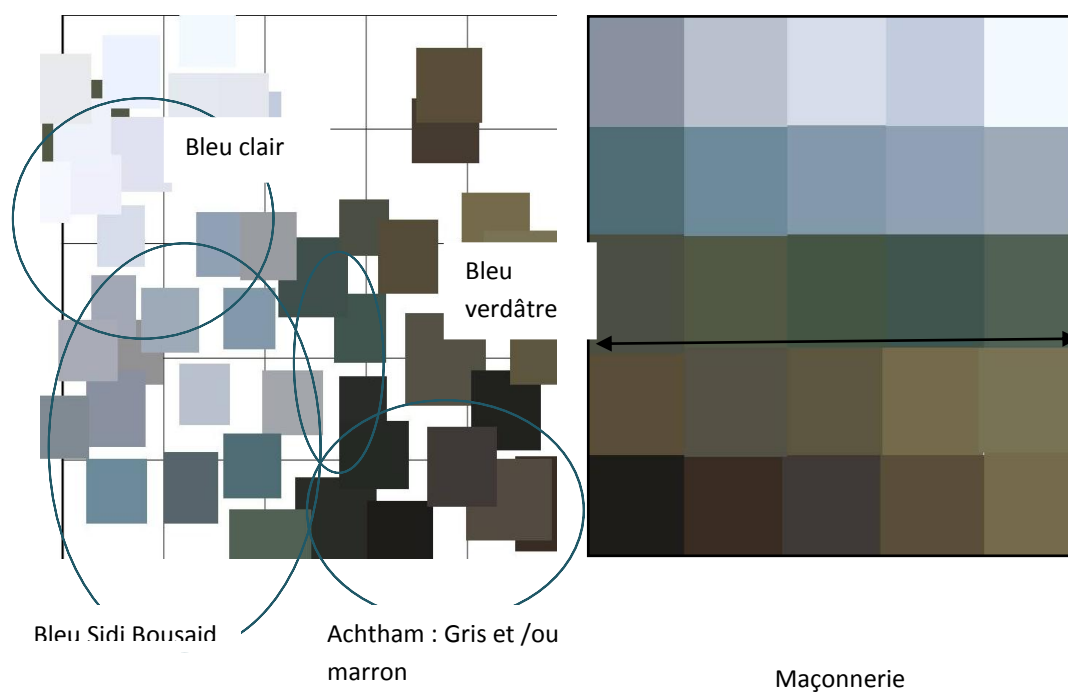 Bleu clair
Bleu
verdâtre
Bleu Sidi Bousaid
Achtham : Gris et /ou
marron
Maçonnerie